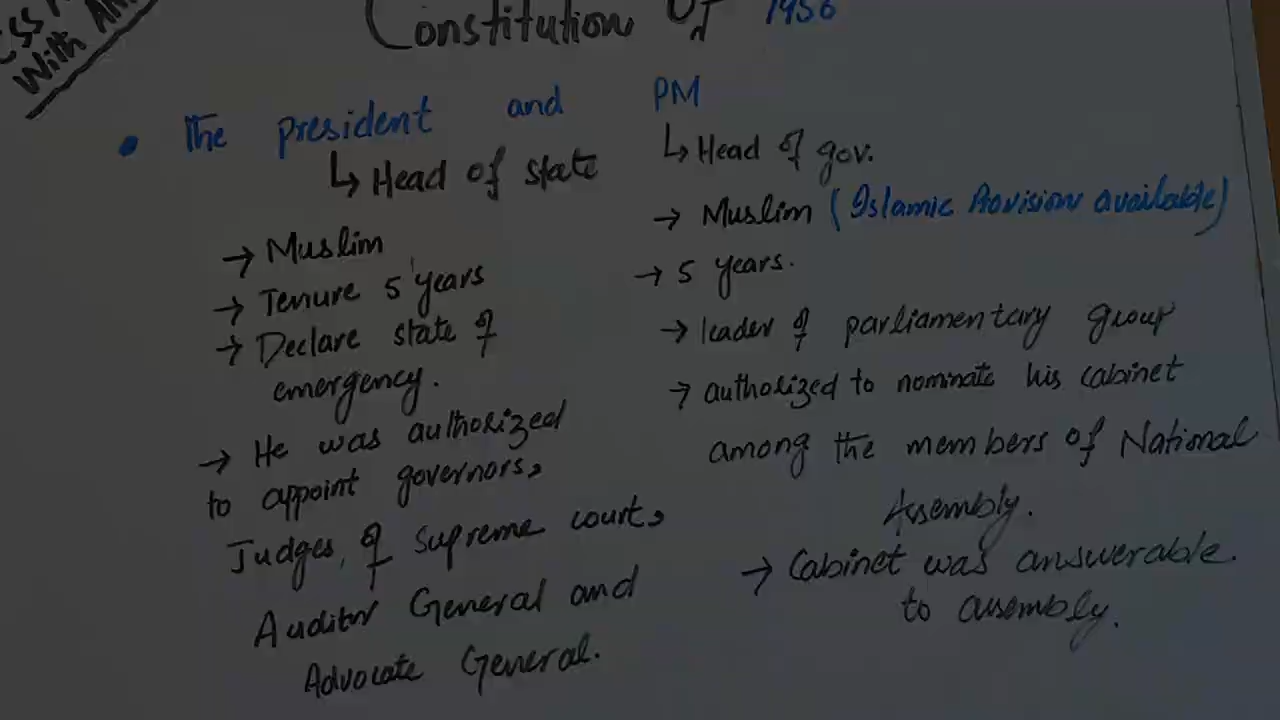 With
Constitution Of 1956
• The president and PM
↳ Head of state
→ Muslim
→ Tenure 5 years
→ Declare state of
emergency.
→ He was authorized
to appoint governors,
Judges, of Supreme court,
Auditor General and
Advocate General.
↳ Head of gov.
→ Muslim (Islamic Provision available)
→ 5 years.
→ leader of parliamentary group
→ authorized to nominate his cabinet
among the members of National
Assembly.
→ Cabinet was answerable
to assembly.